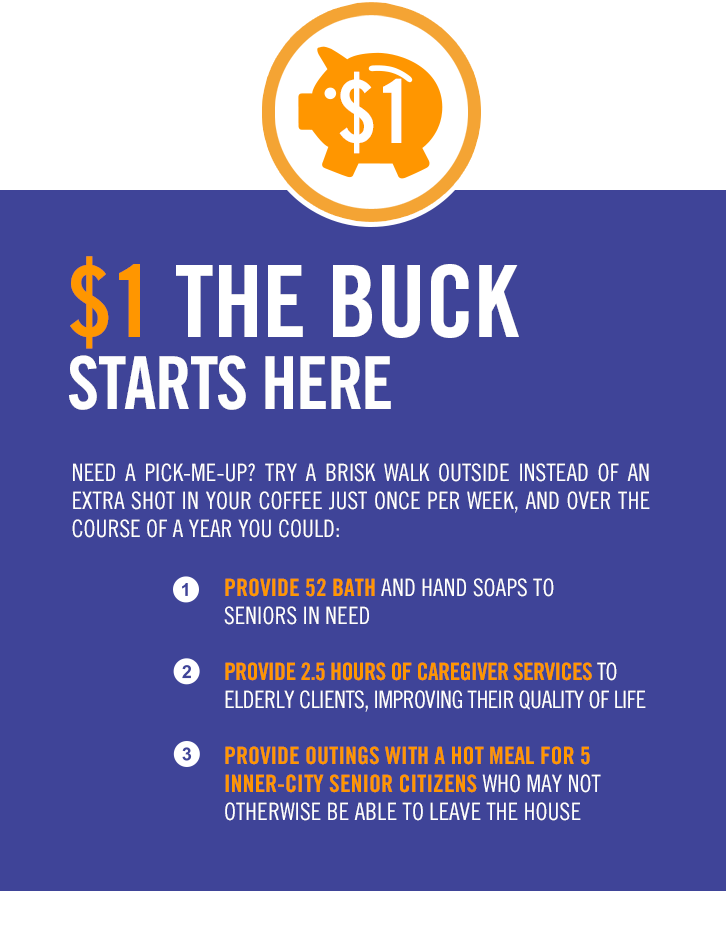 $1
$1 THE BUCK
STARTS HERE
NEED A PICK-ME-UP? TRY A BRISK WALK OUTSIDE INSTEAD OF AN
EXTRA SHOT IN YOUR COFFEE JUST ONCE PER WEEK, AND OVER THE
COURSE OF A YEAR YOU COULD:
1 PROVIDE 52 BATH AND HAND SOAPS TO
SENIORS IN NEED
2 PROVIDE 2.5 HOURS OF CAREGIVER SERVICES TO
ELDERLY CLIENTS, IMPROVING THEIR QUALITY OF LIFE
3 PROVIDE OUTINGS WITH A HOT MEAL FOR 5
INNER-CITY SENIOR CITIZENS WHO MAY NOT
OTHERWISE BE ABLE TO LEAVE THE HOUSE